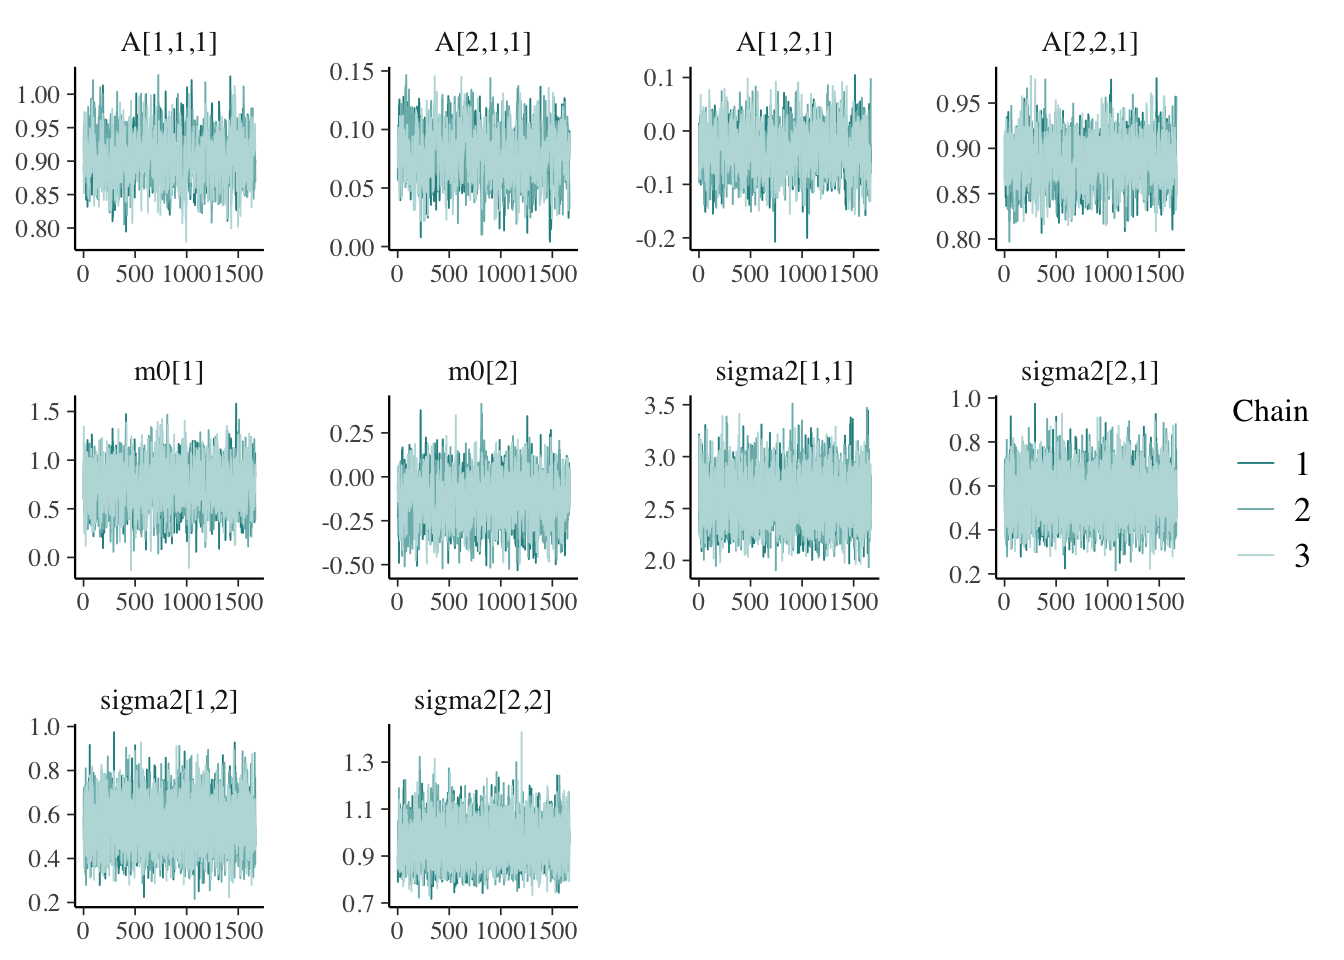 A[1,1,1] A[2,1,1] A[1,2,1] A[2,2,1]
1.00 0.95 0.90 0.85 0.80
0.15 0.10 0.05 0.00
0.1 0.0 -0.1 -0.2
0.95 0.90 0.85 0.80
0 500 1000 1500 0 500 1000 1500 0 500 1000 1500 0 500 1000 1500
m0[1] m0[2] sigma2[1,1] sigma2[2,1]
1.5 1.0 0.5 0.0
0.25 0.00 -0.25 -0.50
3.5 3.0 2.5 2.0
1.0 0.8 0.6 0.4 0.2
0 500 1000 1500 0 500 1000 1500 0 500 1000 1500 0 500 1000 1500
Chain
1
2
3
sigma2[1,2] sigma2[2,2]
1.0 0.8 0.6 0.4 0.2
1.3 1.1 0.9 0.7
0 500 1000 1500 0 500 1000 1500